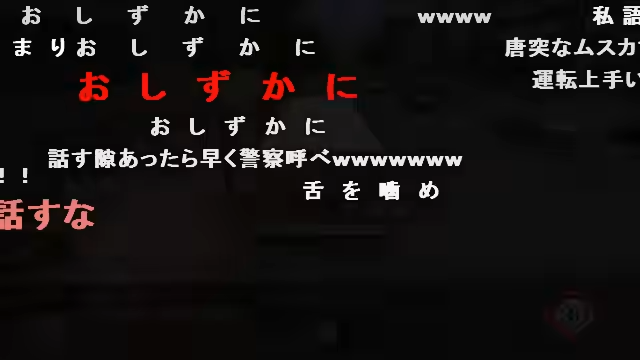 お し ず か に
wwww
私 語
ま り お し ず か に
唐突なムスカで
お し ず か に
運転上手い
お し ず か に
話す隙あったら早く警察呼べwwwwwww
!!
舌 を 噛 め
話すな